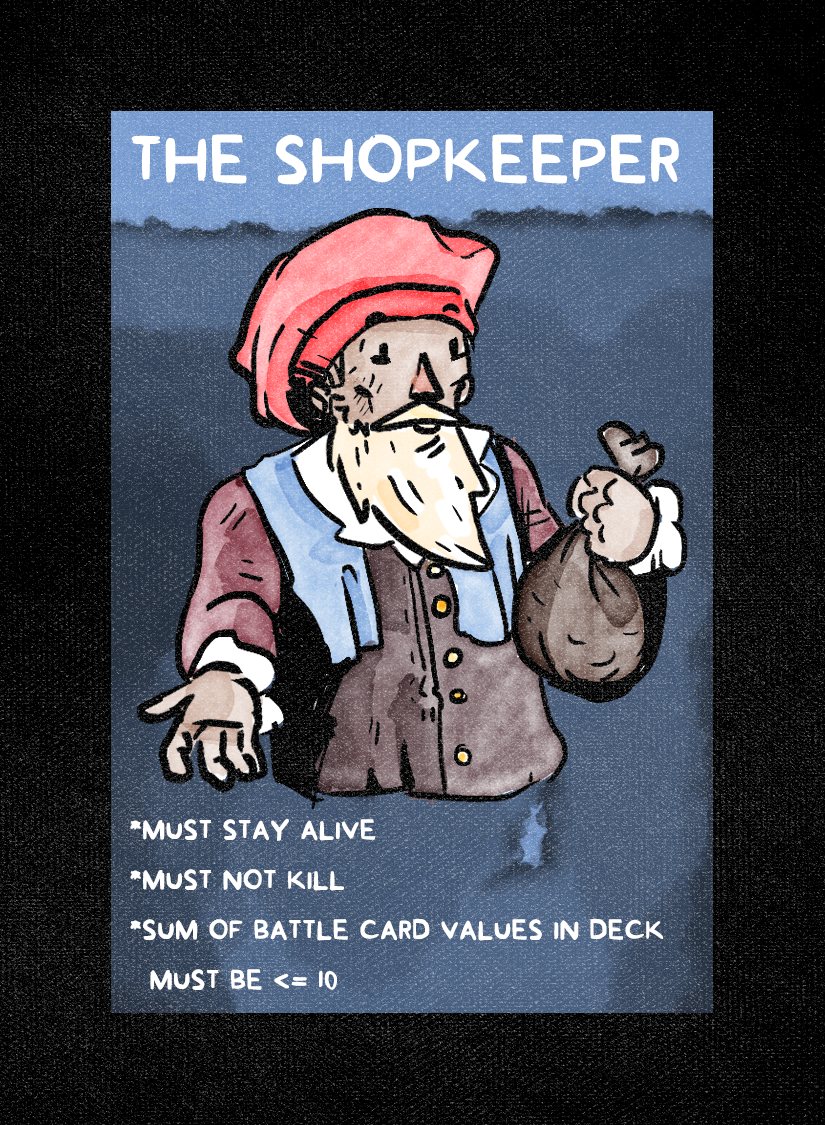 THE SHOPKEEPER
*MUST STAY ALIVE
*MUST NOT KILL
*SUM OF BATTLE CARD VALUES IN DECK
MUST BE <= 10